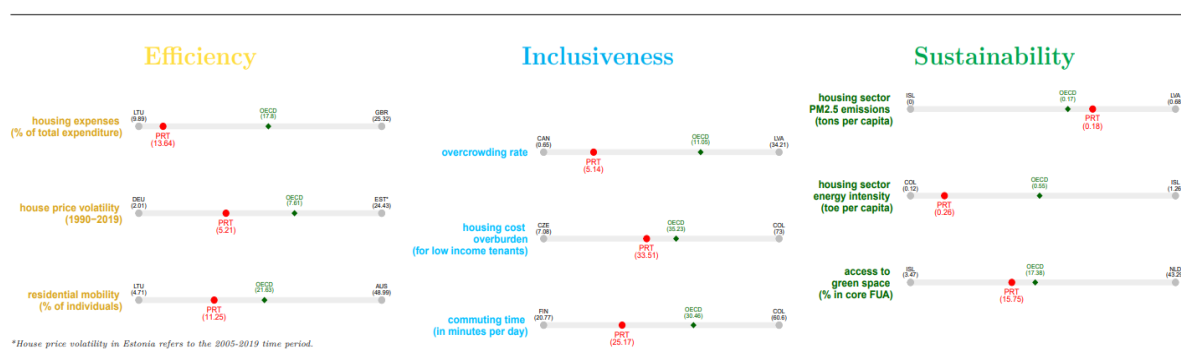 Efficiency
housing expenses
(% of total expenditure)
LTU
(9.89)
PRT
(13.64)
OECD
(17.8)
GBR
(25.32)
house price volatility
(1990−2019)
DEU
(2.01)
PRT
(5.21)
OECD
(7.61)
EST*
(24.43)
residential mobility
(% of individuals)
LTU
(4.71)
PRT
(11.25)
OECD
(21.63)
AUS
(48.99)
Inclusiveness
overcrowding rate
CAN
(0.65)
PRT
(5.14)
OECD
(11.05)
LVA
(34.21)
housing cost
overburden
(for low income tenants)
CZE
(7.08)
PRT
(33.51)
OECD
(35.23)
COL
(73)
commuting time
(in minutes per day)
FIN
(20.77)
PRT
(25.17)
OECD
(30.46)
COL
(60.6)
Sustainability
housing sector
PM2.5 emissions
(tons per capita)
ISL
(0)
OECD
(0.17)
PRT
(0.18)
LVA
(0.68)
housing sector
energy intensity
(toe per capita)
COL
(0.12)
PRT
(0.26)
OECD
(0.55)
ISL
(1.26)
access to
green space
(% in core FUA)
ISL
(3.47)
PRT
(15.75)
OECD
(17.38)
NLD
*House price volatility in Estonia refers to the 2005-2019 time period.